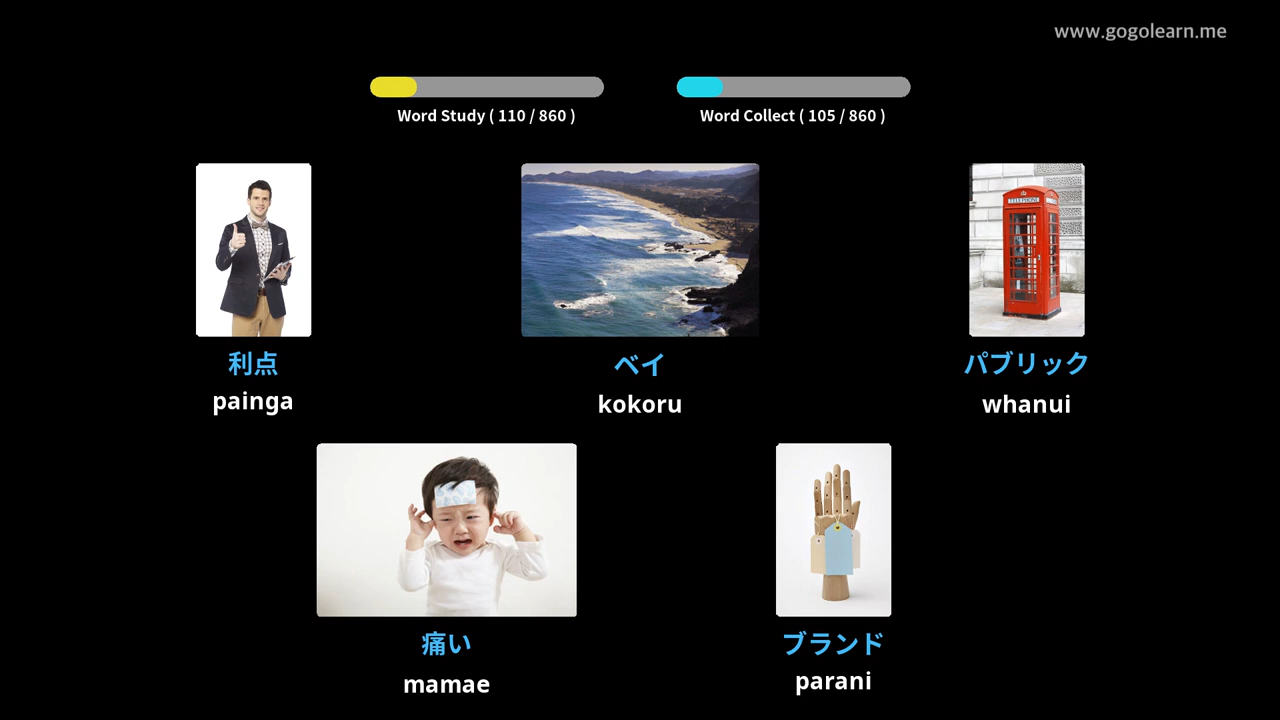 www.gogolearn.me
Word Study ( 110 / 860 )
Word Collect ( 105 / 860 )
TELEPHONE
利点
painga
ベイ
kokoru
パブリック
whanui
痛い
mamae
ブランド
parani